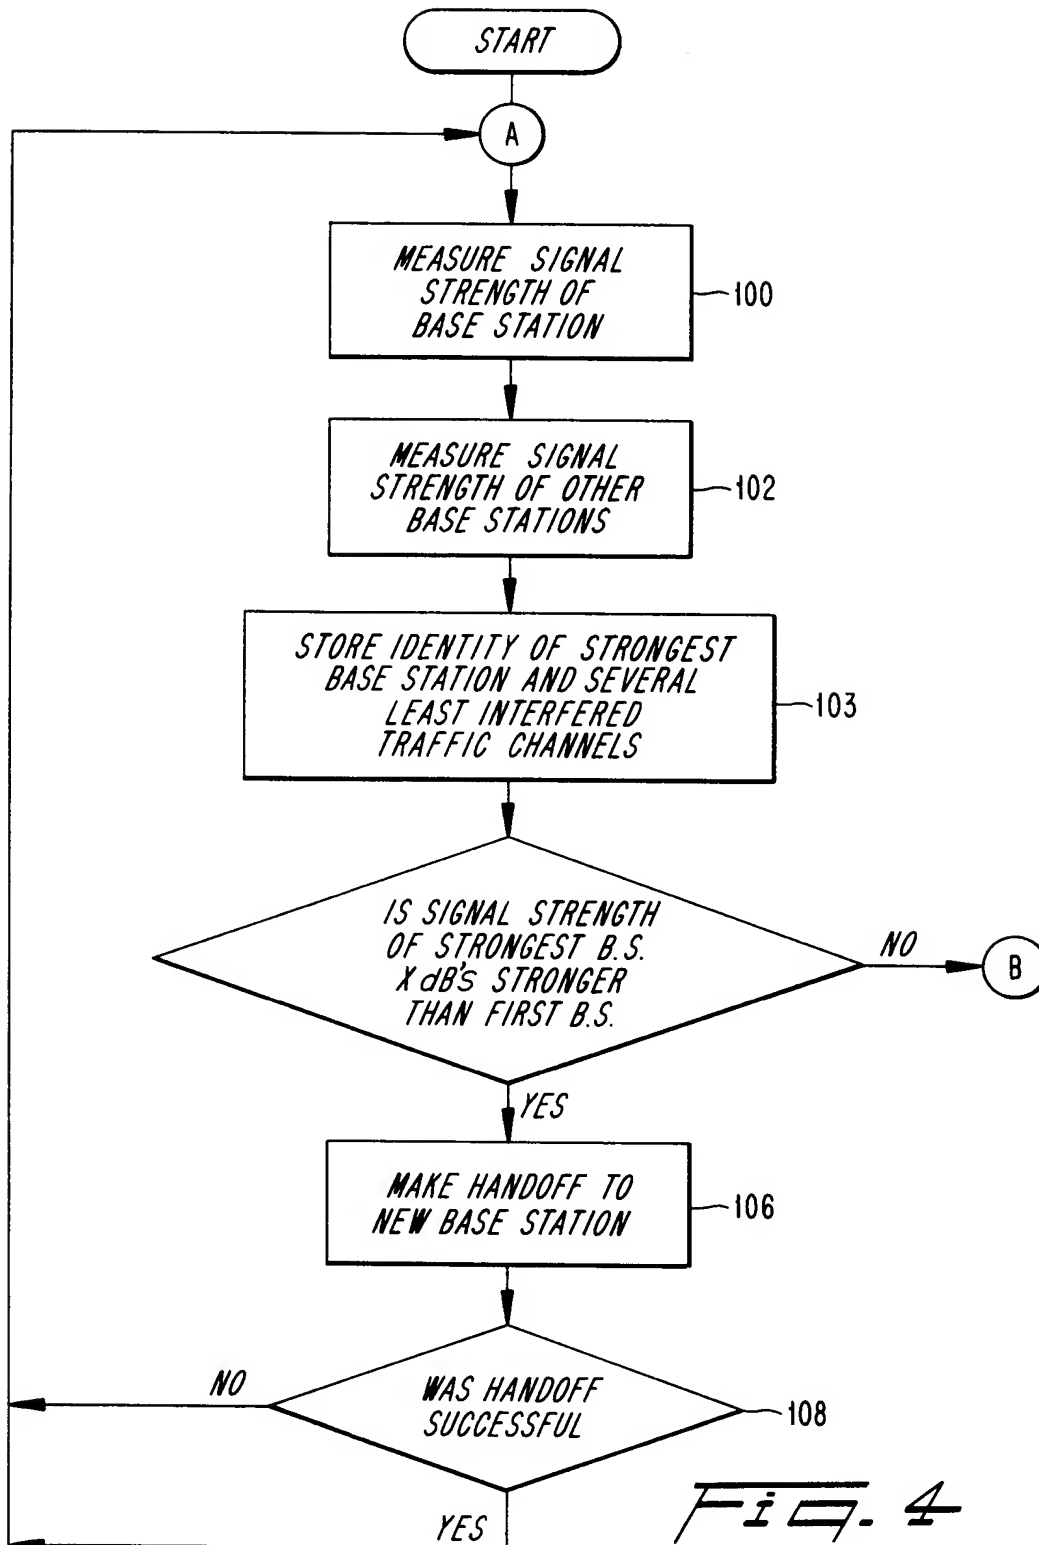 START
A
MEASURE SIGNAL
STRENGTH OF
BASE STATION
100
MEASURE SIGNAL
STRENGTH OF OTHER
BASE STATIONS
102
STORE IDENTITY OF STRONGEST
BASE STATION AND SEVERAL
LEAST INTERFERED
TRAFFIC CHANNELS
103
IS SIGNAL STRENGTH
OF STRONGEST B.S.
X dB's STRONGER
THAN FIRST B.S.
NO
B
YES
MAKE HANDOFF TO
NEW BASE STATION
106
NO
WAS HANDOFF
SUCCESSFUL
108
YES
Fig. 4